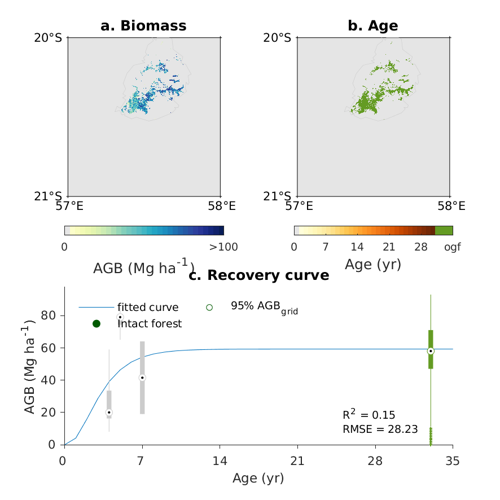 a. Biomass
b. Age
20°S
20°S
21°S
21°S
57°E
58°E
57°E
58°E
0
>100
0
7
14
21
28
ogf
AGB (Mg ha⁻¹)
Age (yr)
c. Recovery curve
fitted curve
95% AGB_grid
Intact forest
80
60
40
20
0
AGB (Mg ha⁻¹)
R² = 0.15
RMSE = 28.23
0
7
14
21
28
35
Age (yr)